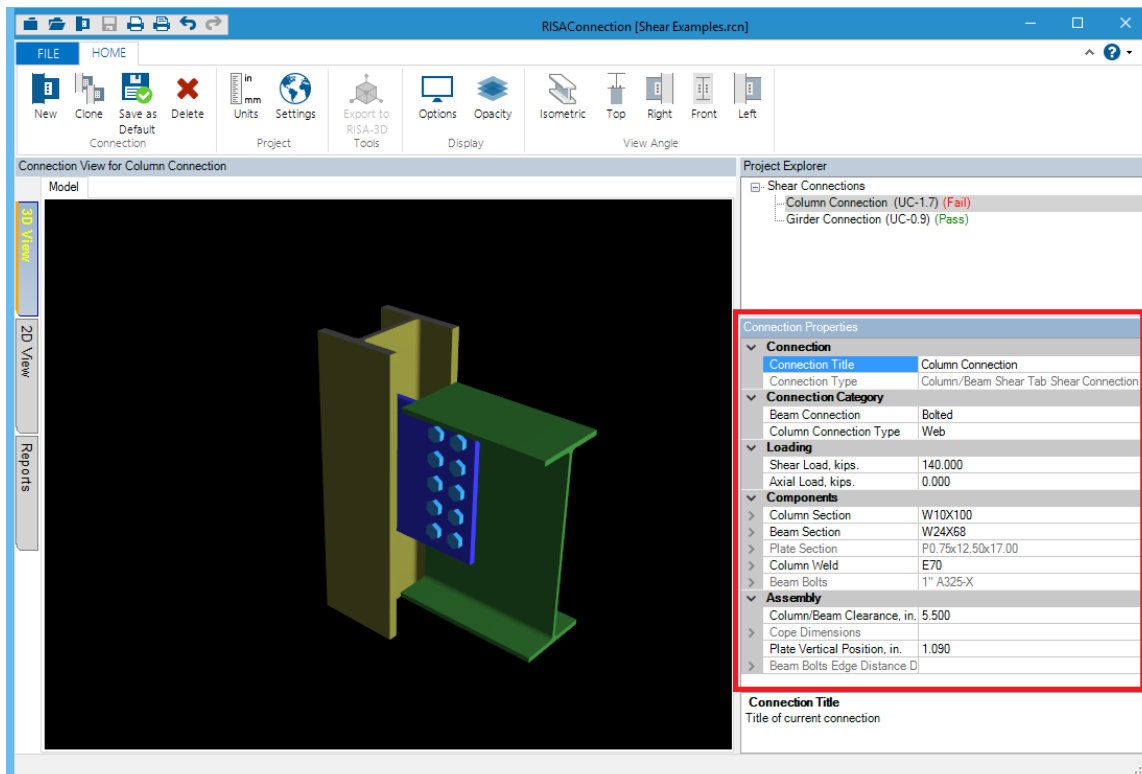 RISAConnection [Shear Examples.rcn]
FILE HOME
in
mm
New Clone Save as Default Delete Units Settings Export to RISA-3D Options Opacity Isometric Top Right Front Left
Connection Project Tools Display View Angle
Connection View for Column Connection
Model
3D View
2D View
Reports
Project Explorer
Shear Connections
Column Connection (UC-1.7) (Fail)
Girder Connection (UC-0.9) (Pass)
Connection Properties
Connection
Connection Title Column Connection
Connection Type Column/Beam Shear Tab Shear Connection
Connection Category
Beam Connection Bolted
Column Connection Type Web
Loading
Shear Load, kips. 140.000
Axial Load, kips. 0.000
Components
Column Section W10X100
Beam Section W24X68
Plate Section P0.75x12.50x17.00
Column Weld E70
Beam Bolts 1" A325-X
Assembly
Column/Beam Clearance, in. 5.500
Cope Dimensions
Plate Vertical Position, in. 1.090
Beam Bolts Edge Distance D
Connection Title
Title of current connection